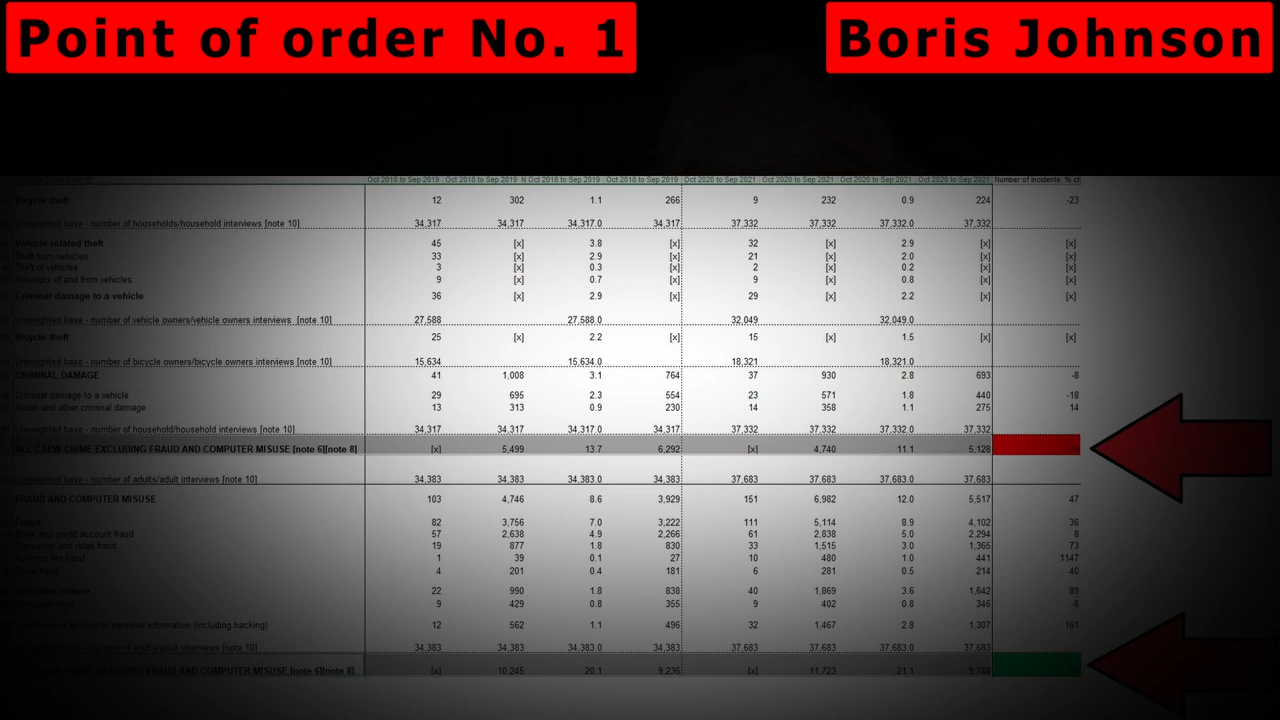 Point of order No. 1 Boris Johnson
Oct 2018 to Sep 2019 Oct 2018 to Sep 2019 N Oct 2018 to Sep 2019 Oct 2018 to Sep 2019 Oct 2020 to Sep 2021 Oct 2020 to Sep 2021 Oct 2020 to Sep 2021 Oct 2020 to Sep 2021 Number of incidents % of
Bicycle theft 12 302 1.1 266 9 232 0.9 224 -23
Unweighted base - number of households/household interviews [note 10] 34,317 34,317 34,317.0 34,317 37,332 37,332 37,332.0 37,332
Vehicle-related theft 45 [x] 3.8 [x] 32 [x] 2.9 [x] [x]
Theft from vehicles 33 [x] 2.9 [x] 21 [x] 2.0 [x] [x]
Theft of vehicles 3 [x] 0.3 [x] 2 [x] 0.2 [x] [x]
Attempts of and from vehicles 9 [x] 0.7 [x] 9 [x] 0.8 [x] [x]
Criminal damage to a vehicle 36 [x] 2.9 [x] 29 [x] 2.2 [x] [x]
Unweighted base - number of vehicle owners/vehicle owners interviews [note 10] 27,588 27,588.0 32,049 32,049.0
Bicycle theft 25 [x] 2.2 [x] 15 [x] 1.5 [x] [x]
Unweighted base - number of bicycle owners/bicycle owners interviews [note 10] 15,634 15,634.0 18,321 18,321.0
CRIMINAL DAMAGE 41 1,008 3.1 764 37 930 2.8 693 -8
Criminal damage to a vehicle 29 695 2.3 554 23 571 1.8 440 -18
Arson and other criminal damage 13 313 0.9 230 14 358 1.1 275 14
Unweighted base - number of household/household interviews [note 10] 34,317 34,317 34,317.0 34,317 37,332 37,332 37,332.0 37,332
ALL CSEW CRIME EXCLUDING FRAUD AND COMPUTER MISUSE [note 6][note 8] [x] 5,499 13.7 6,292 [x] 4,740 11.1 5,128
Unweighted base - number of adults/adult interviews [note 10] 34,383 34,383 34,383.0 34,383 37,683 37,683 37,683.0 37,683
FRAUD AND COMPUTER MISUSE 103 4,746 8.6 3,929 151 6,982 12.0 5,517 47
Fraud 82 3,756 7.0 3,222 111 5,114 8.9 4,102 36
Bank and credit account fraud 57 2,638 4.9 2,266 61 2,838 5.0 2,294 8
Consumer and retail fraud 19 877 1.8 830 33 1,515 3.0 1,365 73
Advance fee fraud 1 39 0.1 27 10 480 1.0 441 1147
Other fraud 4 201 0.4 181 6 281 0.5 214 40
Computer misuse 22 990 1.8 838 40 1,869 3.6 1,642 89
Computer virus 9 429 0.8 355 9 402 0.8 346 -6
access to personal information (including hacking) 12 562 1.1 496 32 1,467 2.8 1,307 161
Unweighted base - number of adults/adult interviews [note 10] 34,383 34,383 34,383.0 34,383 37,683 37,683 37,683.0 37,683
CRIME INCLUDING FRAUD AND COMPUTER MISUSE [note 6][note 8] [x] 10,245 20.1 9,236 [x] 11,723 21.1 9,748